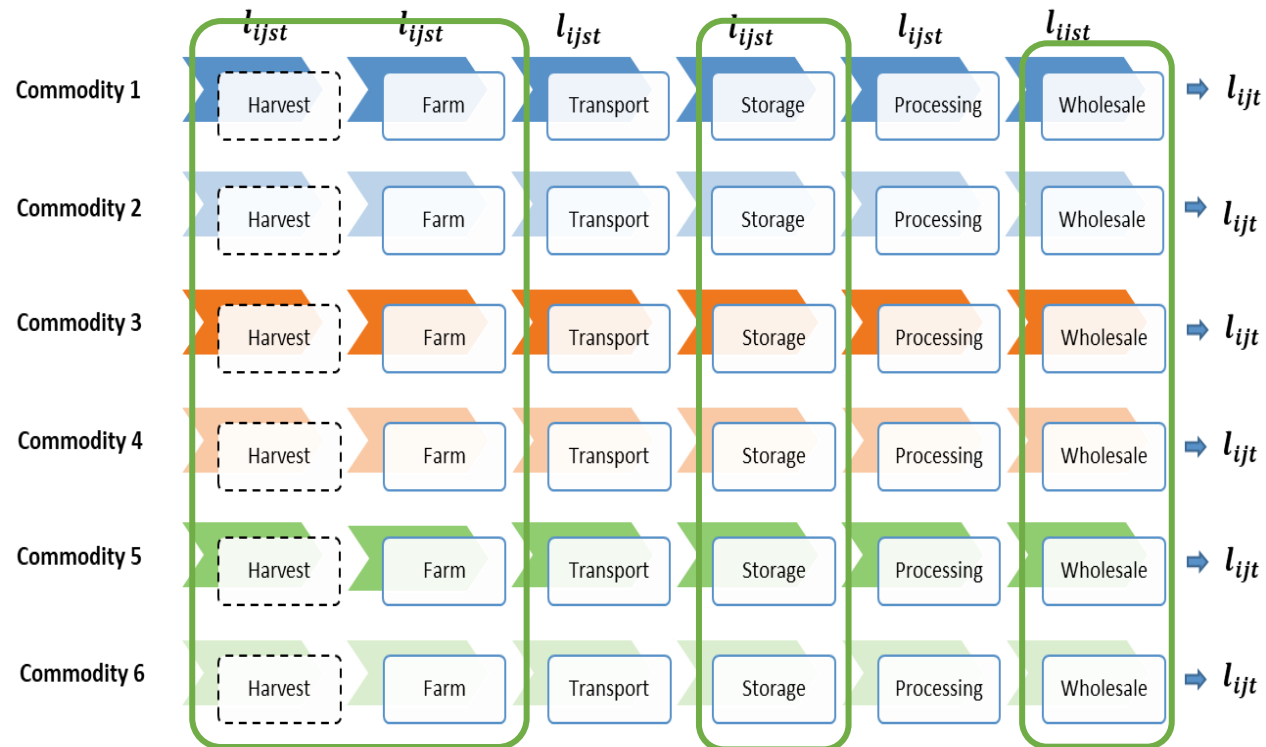 l_ijst l_ijst l_ijst l_ijst l_ijst l_ijst
Commodity 1 Harvest Farm Transport Storage Processing Wholesale l_ijt
Commodity 2 Harvest Farm Transport Storage Processing Wholesale l_ijt
Commodity 3 Harvest Farm Transport Storage Processing Wholesale l_ijt
Commodity 4 Harvest Farm Transport Storage Processing Wholesale l_ijt
Commodity 5 Harvest Farm Transport Storage Processing Wholesale l_ijt
Commodity 6 Harvest Farm Transport Storage Processing Wholesale l_ijt